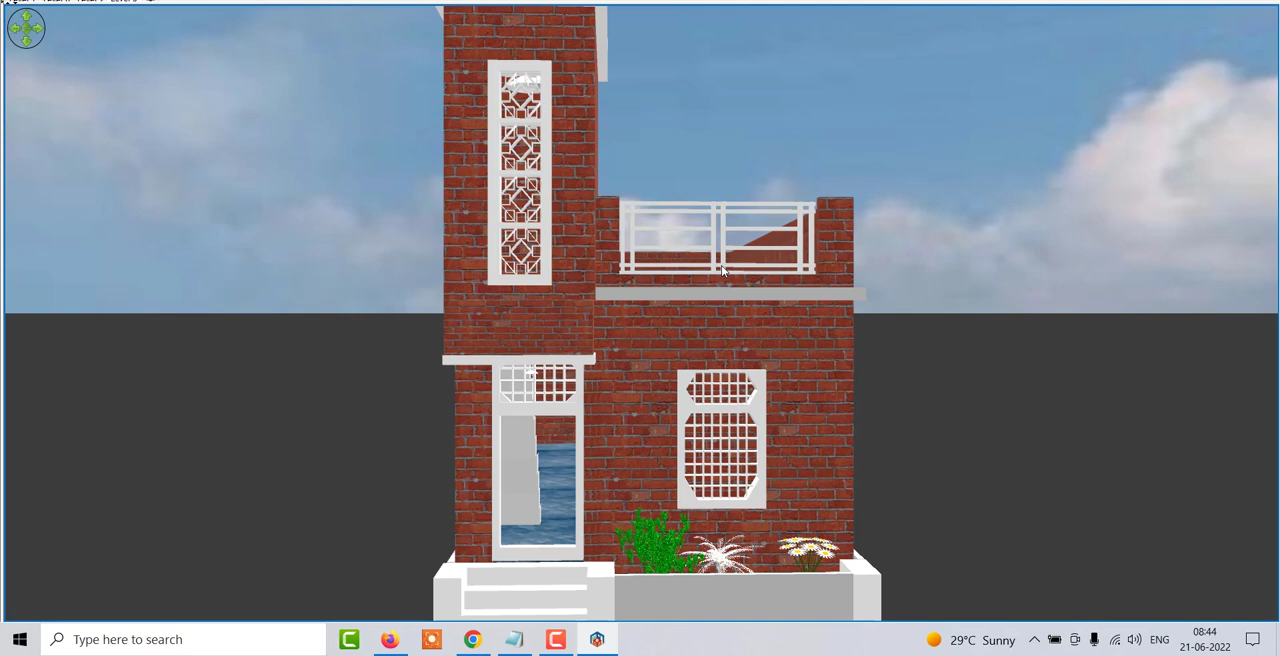 Type here to search
29°C Sunny
ENG
08:44
21-06-2022